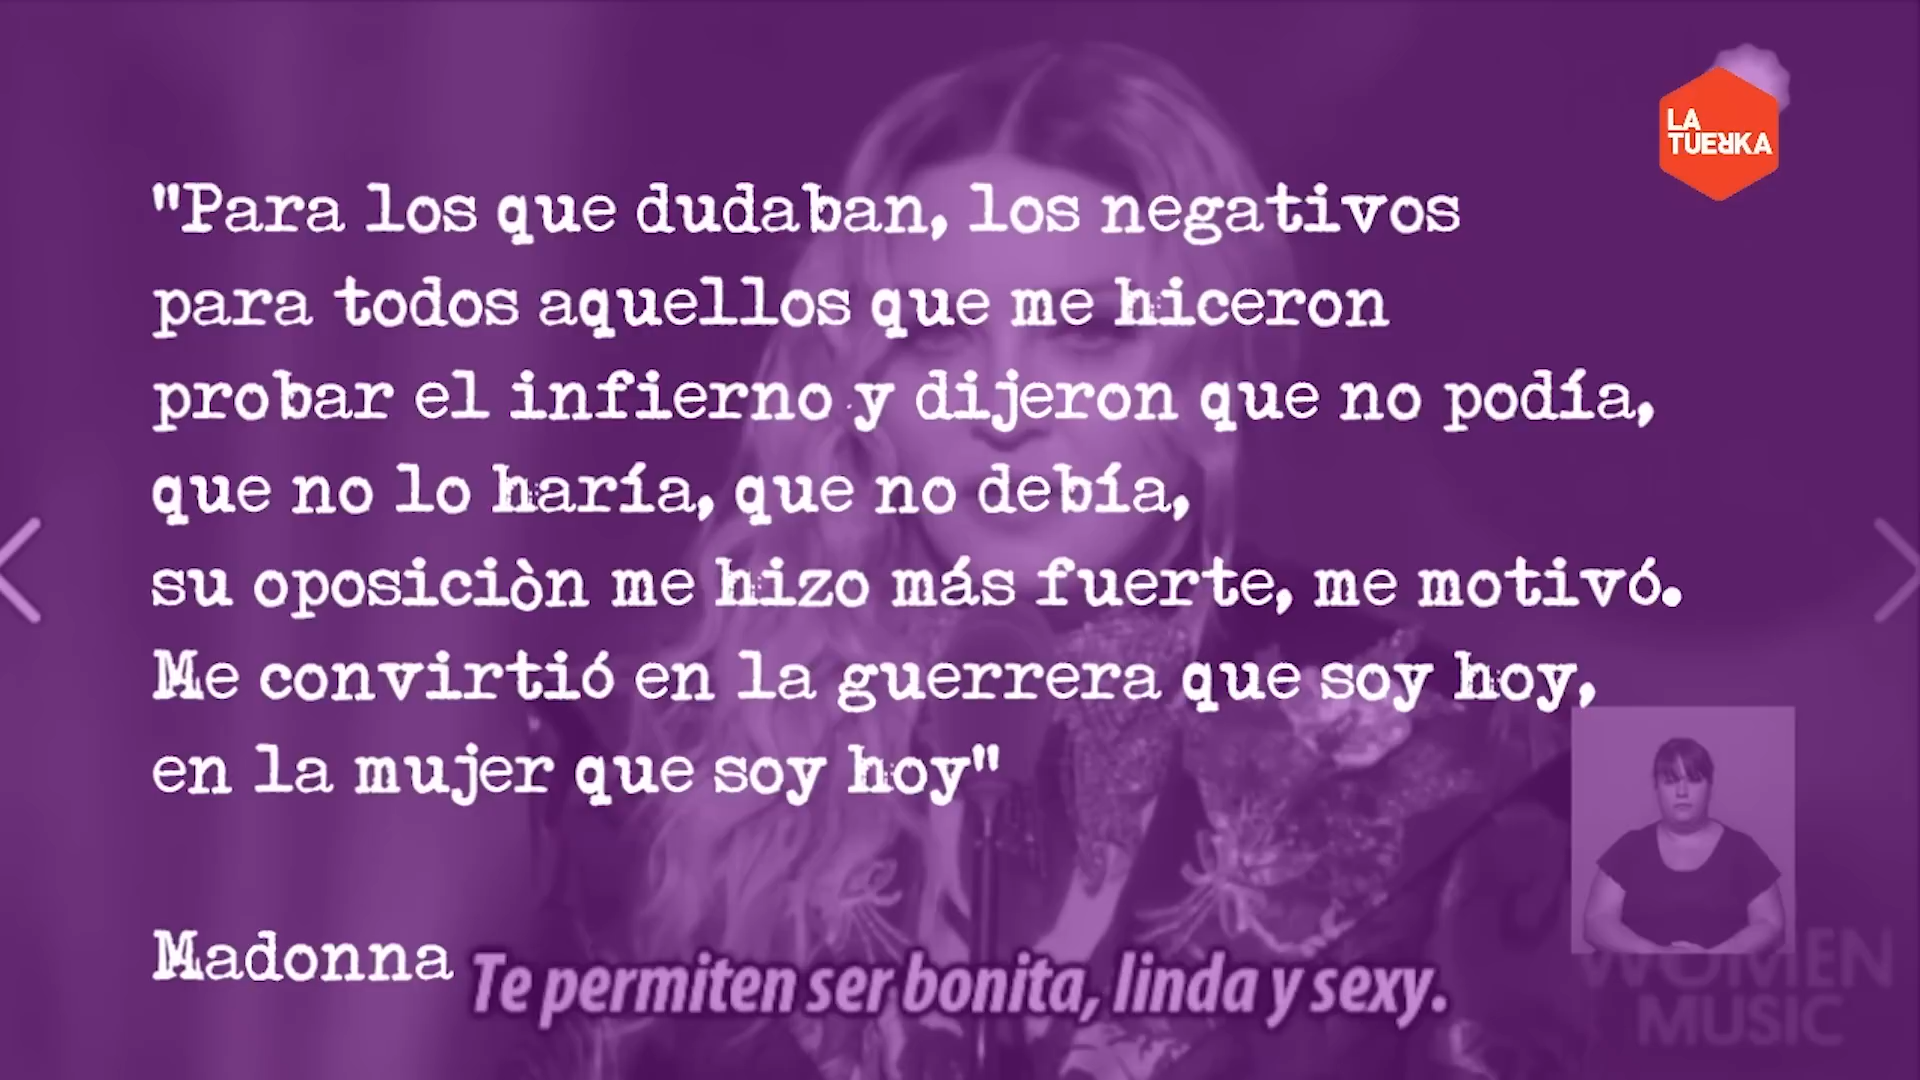 LA
TUERKA
"Para los que dudaban, los negativos
para todos aquellos que me hiceron
probar el infierno y dijeron que no podía,
que no lo haría, que no debía,
su oposiciòn me hizo más fuerte, me motivó.
Me convirtió en la guerrera que soy hoy,
en la mujer que soy hoy"
Madonna
Te permiten ser bonita, linda y sexy.
WOMEN
MUSIC